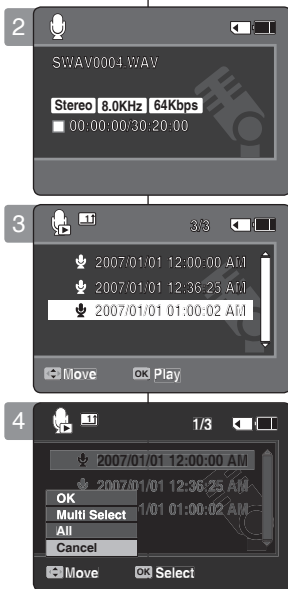 2
SWAV0004.WAV
Stereo 8.0KHz 64Kbps
00:00:00/30:20:00
3
3/3
2007/01/01 12:00:00 AM
2007/01/01 12:36:25 AM
2007/01/01 01:00:02 AM
Move OK Play
4
1/3
2007/01/01 12:00:00 AM
2007/01/01 12:36:25 AM
OK
1/01 01:00:02 AM
Multi Select
All
Cancel
Move OK Select